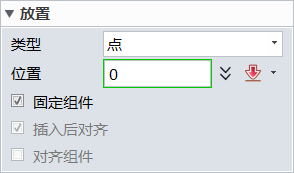 放置
类型 点
位置 0
固定组件
插入后对齐
对齐组件